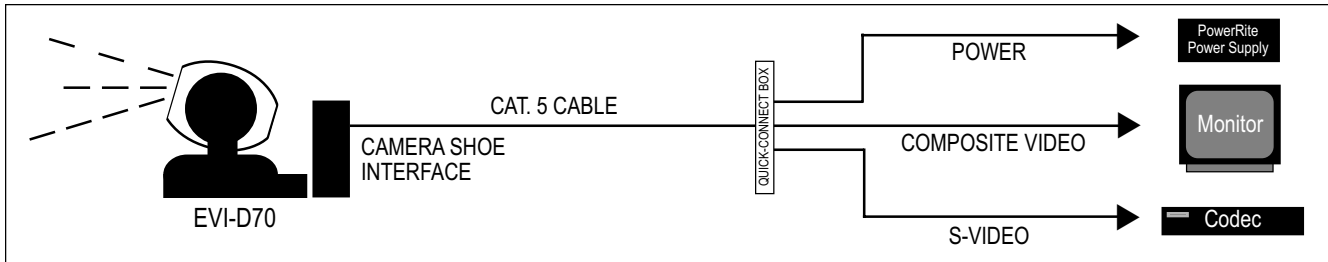 EVI-D70
CAMERA SHOE
INTERFACE
CAT. 5 CABLE
QUICK-CONNECT BOX
POWER
PowerRite
Power Supply
COMPOSITE VIDEO
Monitor
S-VIDEO
Codec